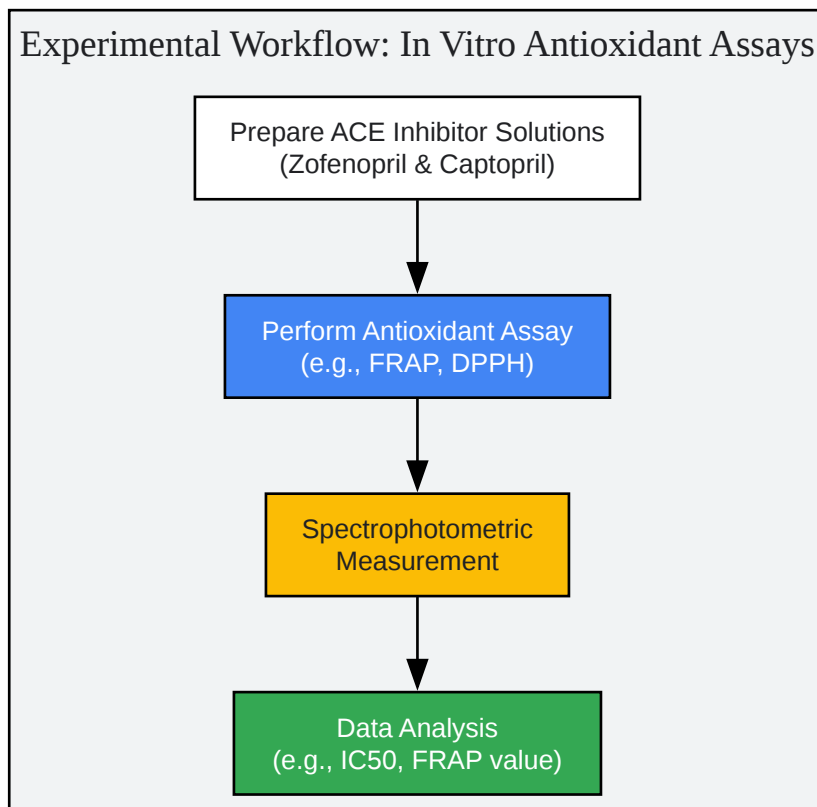 Experimental Workflow: In Vitro Antioxidant Assays
Prepare ACE Inhibitor Solutions
(Zofenopril & Captopril)
Perform Antioxidant Assay
(e.g., FRAP, DPPH)
Spectrophotometric
Measurement
Data Analysis
(e.g., IC50, FRAP value)